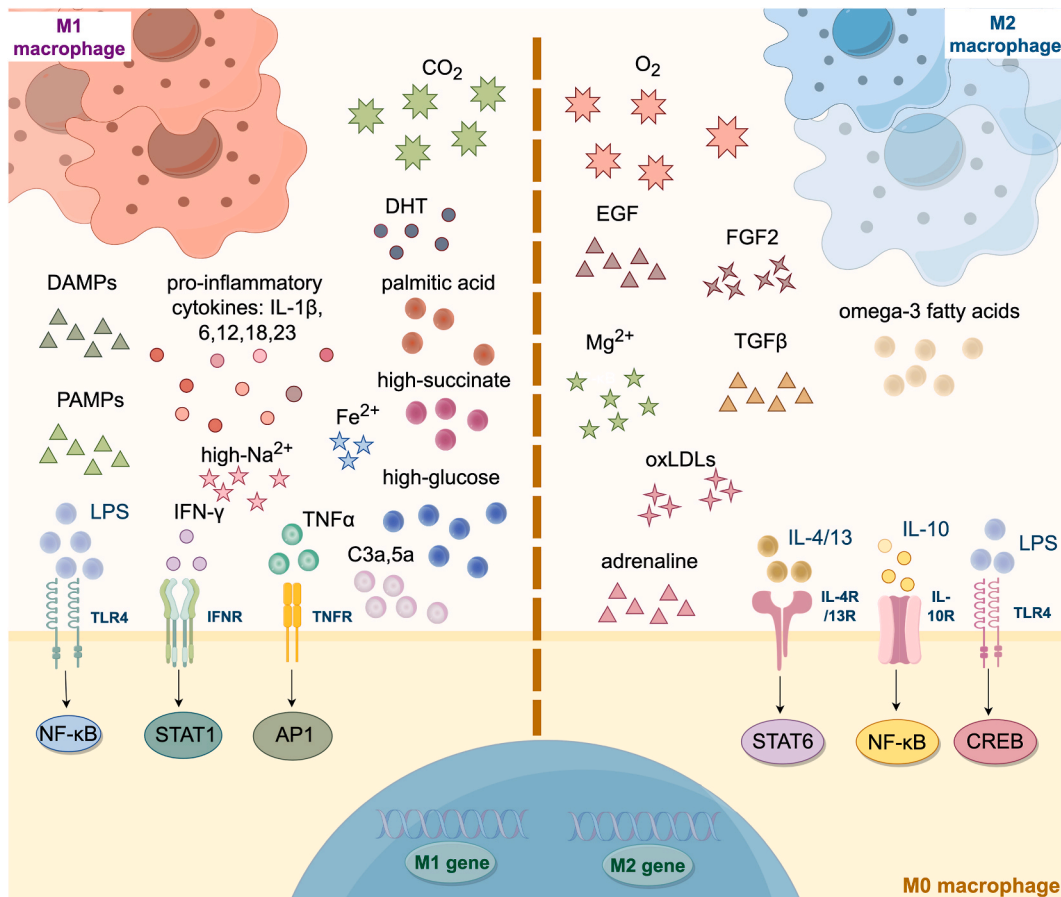 M1
macrophage
M2
macrophage
CO₂
O₂
DHT
EGF
FGF2
DAMPs
pro-inflammatory
cytokines: IL-1β,
6,12,18,23
palmitic acid
omega-3 fatty acids
Mg²⁺
TGFβ
high-succinate
PAMPs
Fe²⁺
high-Na²⁺
high-glucose
oxLDLs
LPS
IFN-γ
TNFα
C3a,5a
adrenaline
IL-4/13
IL-10
LPS
TLR4
IFNR
TNFR
IL-4R
/13R
IL-
10R
TLR4
NF-κB
STAT1
AP1
STAT6
NF-κB
CREB
M1 gene
M2 gene
M0 macrophage